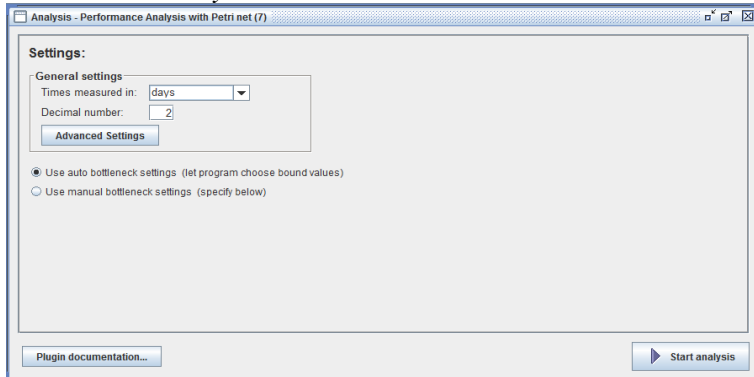 Analysis - Performance Analysis with Petri net (7)
Settings:
General settings
Times measured in: days
Decimal number: 2
Advanced Settings
Use auto bottleneck settings (let program choose bound values)
Use manual bottleneck settings (specify below)
Plugin documentation...
Start analysis